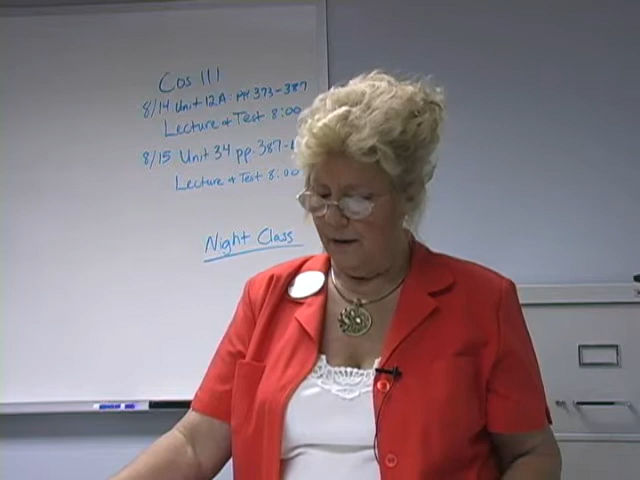 Cos III
8/14 Unit 12A: pp 373-387
Lecture & Test 8:00
8/15 Unit 34 pp. 387-
Lecture & Test 8:00
Night Class